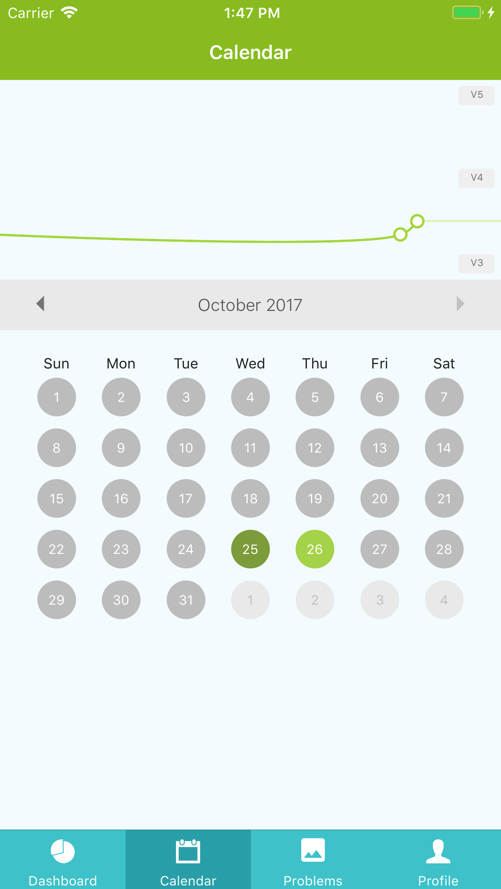 Carrier 1:47 PM
Calendar
V5
V4
V3
October 2017
Sun Mon Tue Wed Thu Fri Sat
1 2 3 4 5 6 7
8 9 10 11 12 13 14
15 16 17 18 19 20 21
22 23 24 25 26 27 28
29 30 31 1 2 3 4
Dashboard Calendar Problems Profile